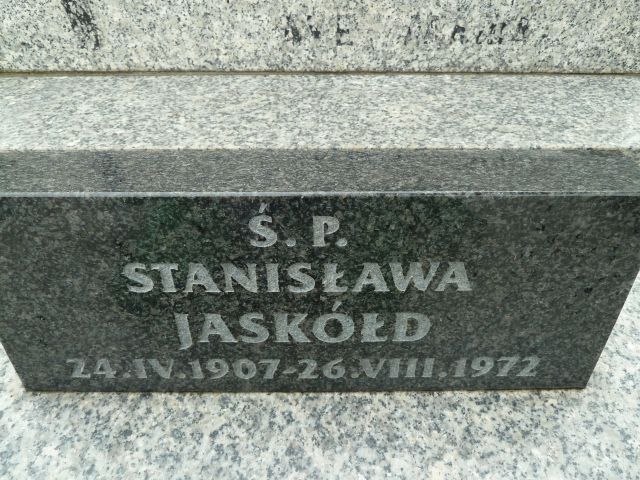 Ś. P.
STANISŁAWA
JASKÓŁD
24.IV.1907-26.VIII.1972